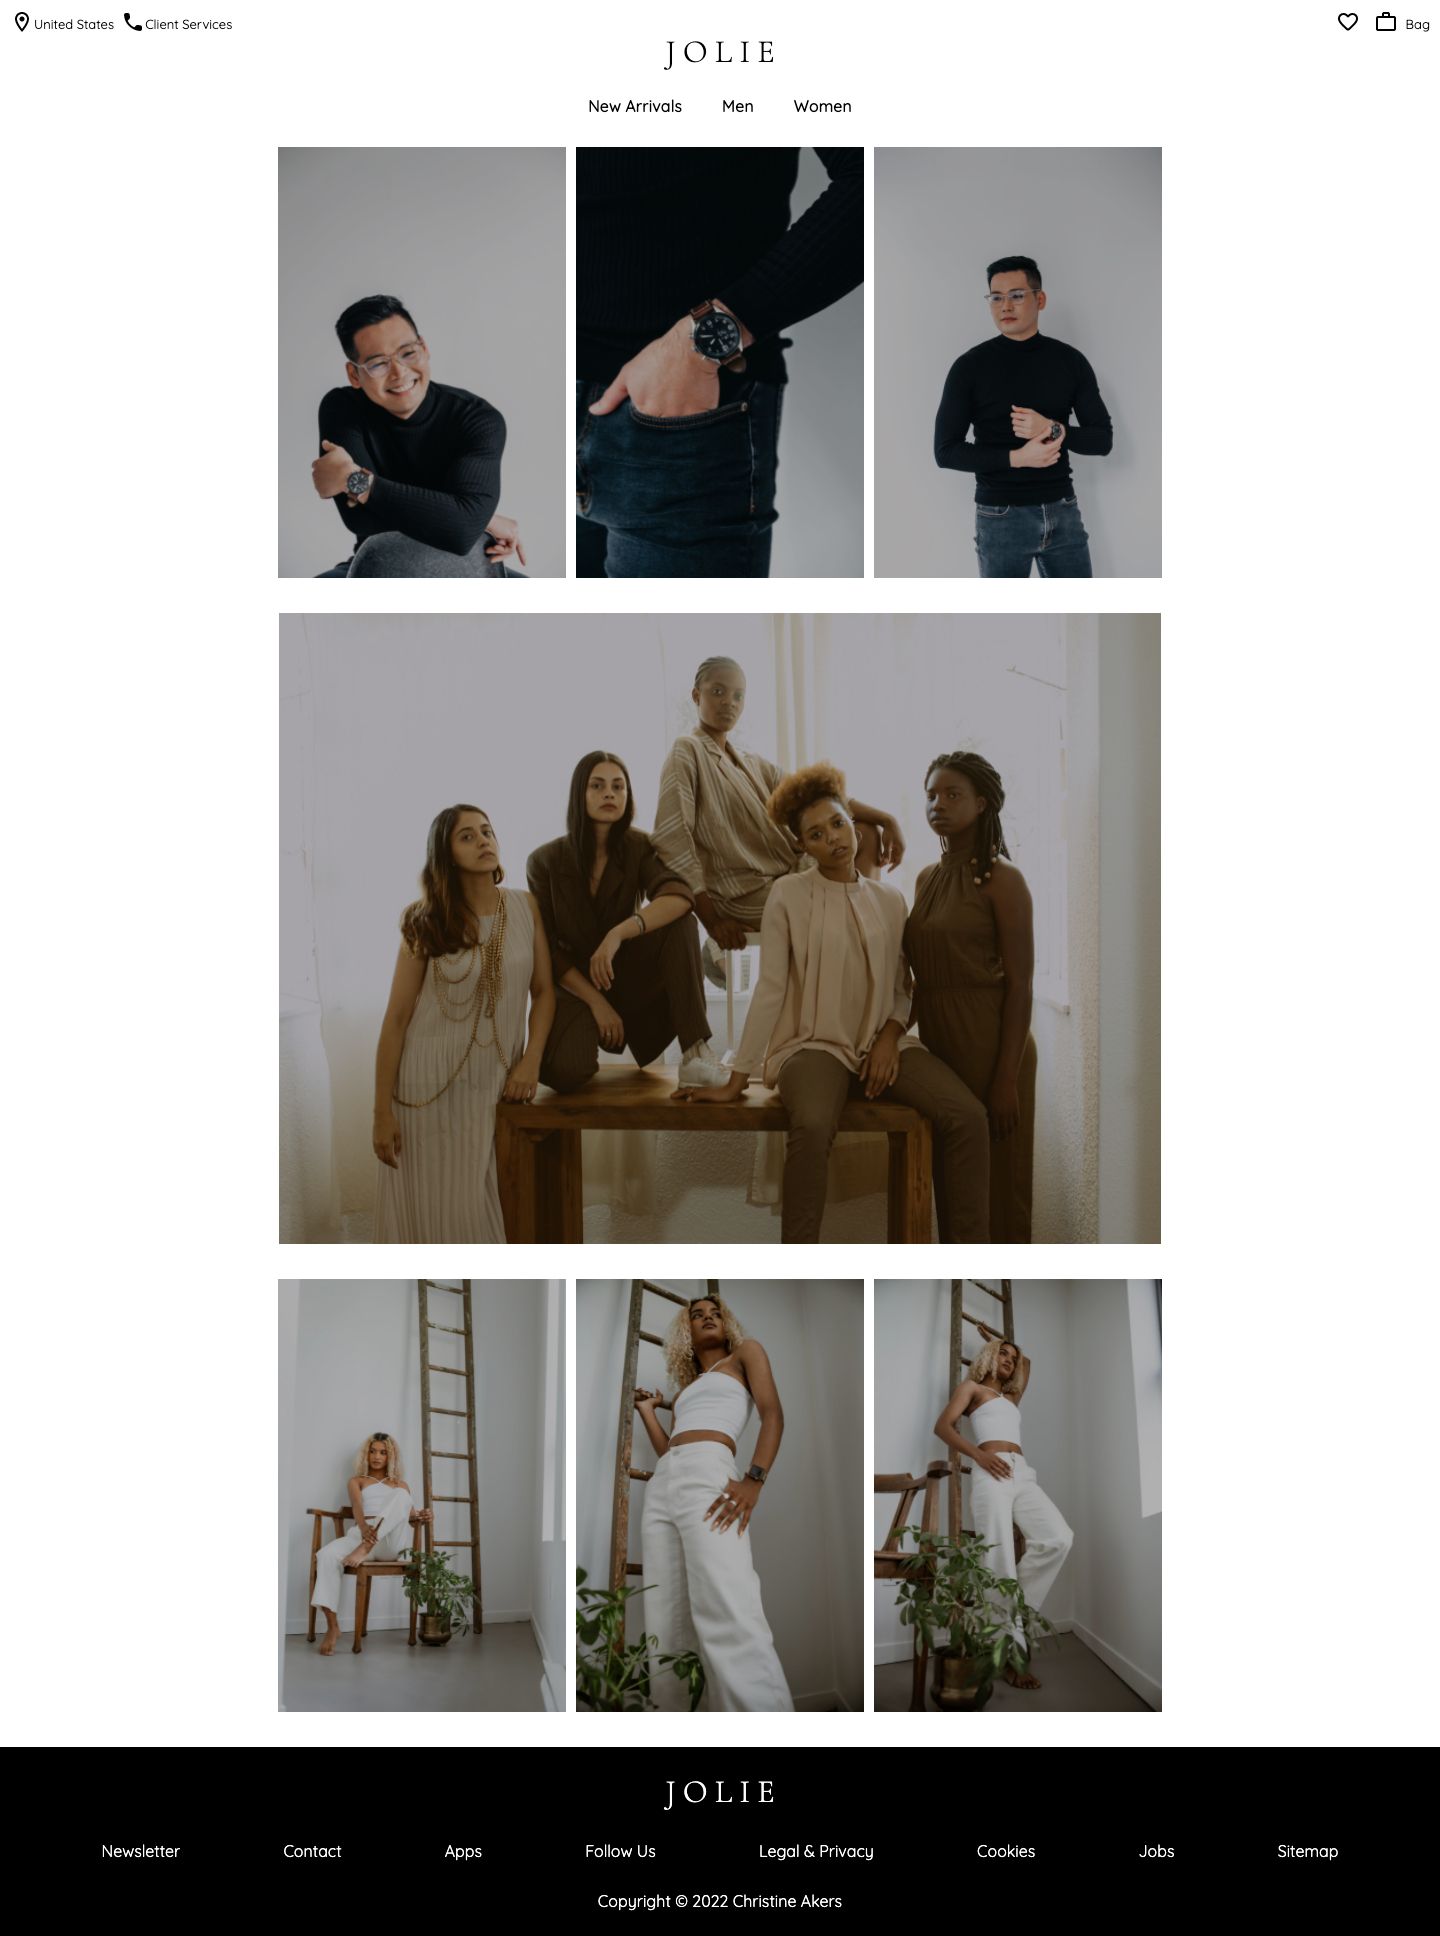 United States Client Services Bag
JOLIE
New Arrivals Men Women
JOLIE
Newsletter Contact Apps Follow Us Legal & Privacy Cookies Jobs Sitemap
Copyright © 2022 Christine Akers